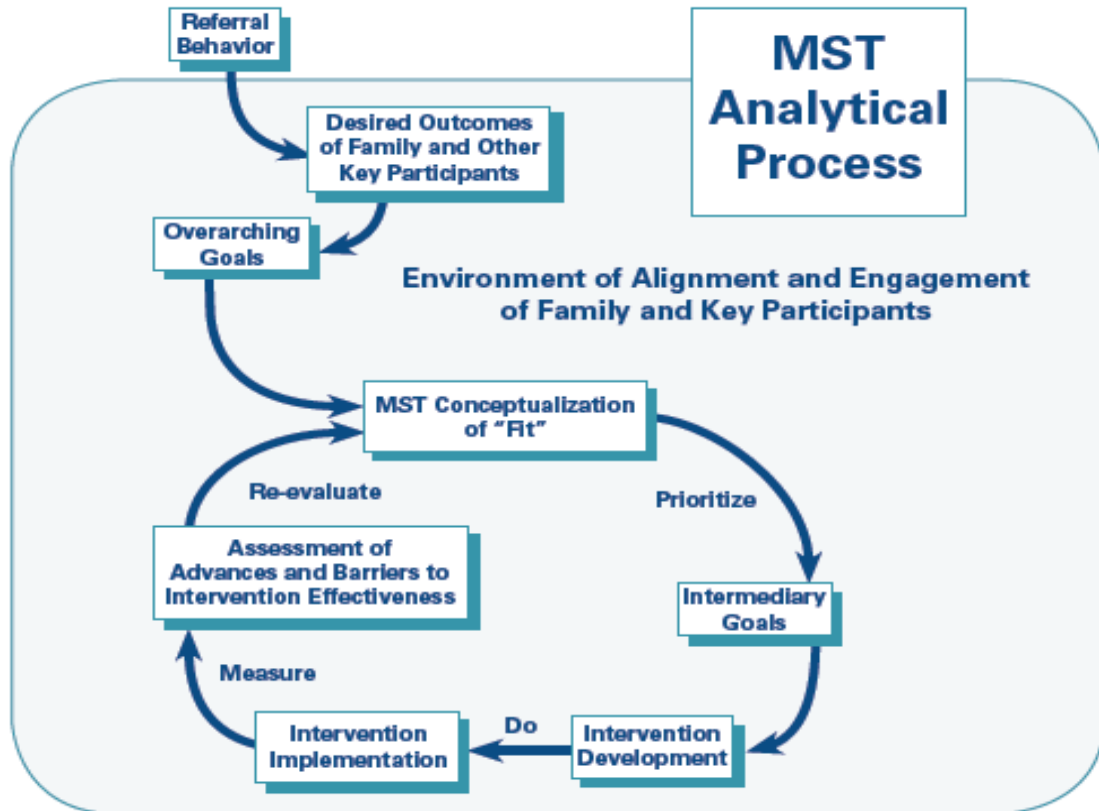 Referral
Behavior
MST
Analytical
Process
Desired Outcomes
of Family and Other
Key Participants
Overarching
Goals
Environment of Alignment and Engagement
of Family and Key Participants
MST Conceptualization
of "Fit"
Re-evaluate
Prioritize
Assessment of
Advances and Barriers to
Intervention Effectiveness
Intermediary
Goals
Measure
Do
Intervention
Implementation
Intervention
Development